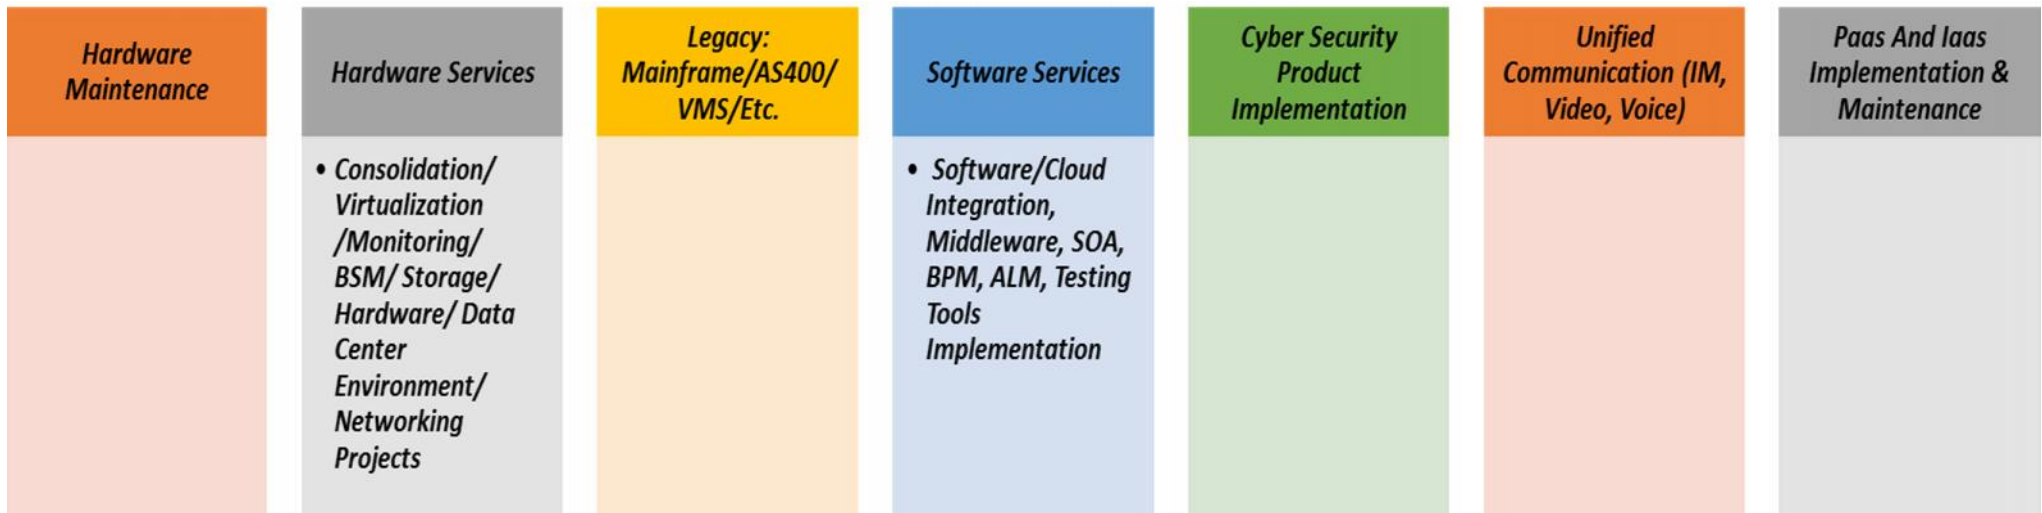 Hardware
Maintenance
Hardware Services
Legacy:
Mainframe/AS400/
VMS/Etc.
Software Services
Cyber Security
Product
Implementation
Unified
Communication (IM,
Video, Voice)
Paas And Iaas
Implementation &
Maintenance
• Consolidation/
Virtualization
/Monitoring/
BSM/ Storage/
Hardware/ Data
Center
Environment/
Networking
Projects
• Software/Cloud
Integration,
Middleware, SOA,
BPM, ALM, Testing
Tools
Implementation